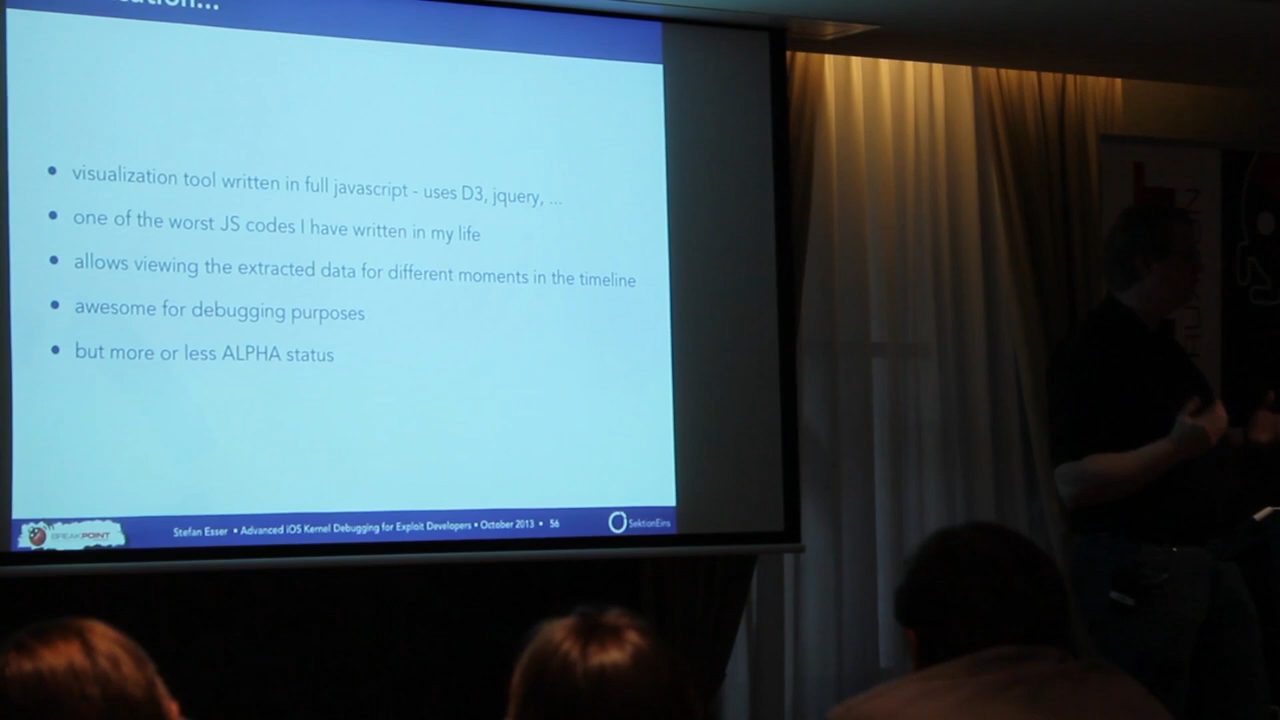 • visualization tool written in full javascript - uses D3, jquery, ...
• one of the worst JS codes I have written in my life
• allows viewing the extracted data for different moments in the timeline
• awesome for debugging purposes
• but more or less ALPHA status
BREAKPOINT
Stefan Esser • Advanced iOS Kernel Debugging for Exploit Developers • October 2013 • 56
SektionEins